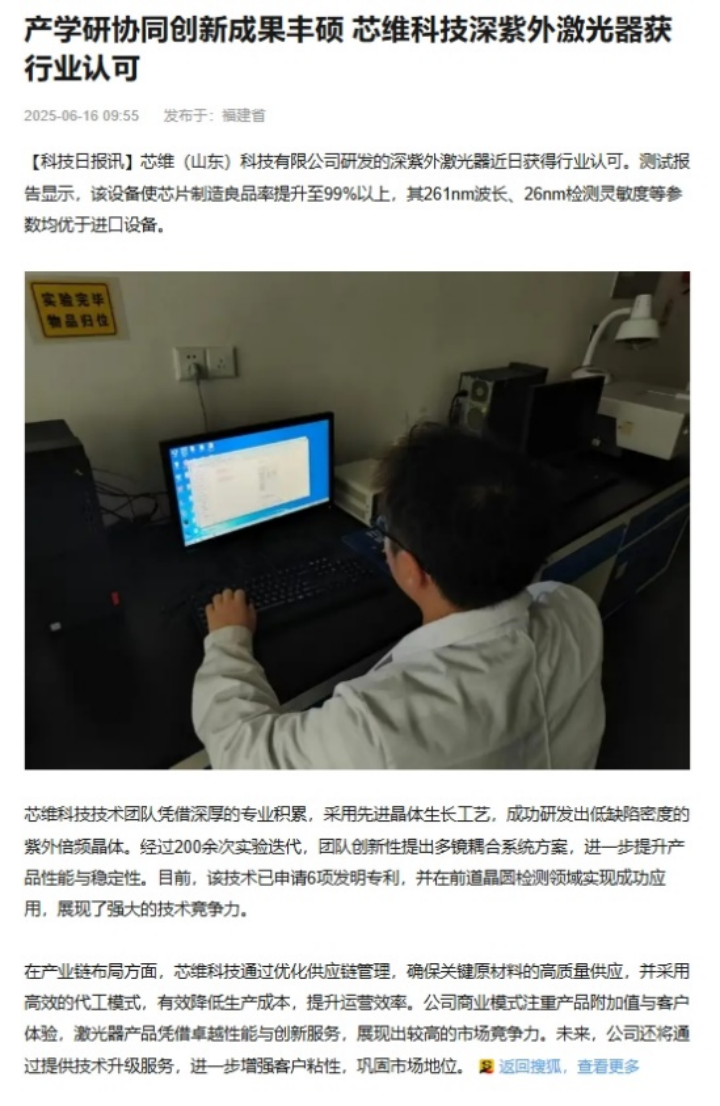 产学研协同创新成果丰硕 芯维科技深紫外激光器获
行业认可
2025-06-16 09:55 发布于：福建省
【科技日报讯】芯维（山东）科技有限公司研发的深紫外激光器近日获得行业认可。测试报
告显示，该设备使芯片制造良品率提升至99%以上，其261nm波长、26nm检测灵敏度等参
数均优于进口设备。
实验完毕
物品归位
芯维科技技术团队凭借深厚的专业积累，采用先进晶体生长工艺，成功研发出低缺陷密度的
紫外倍频晶体。经过200余次实验迭代，团队创新性提出多镜耦合系统方案，进一步提升产
品性能与稳定性。目前，该技术已申请6项发明专利，并在前道晶圆检测领域实现成功应
用，展现了强大的技术竞争力。
在产业链布局方面，芯维科技通过优化供应链管理，确保关键原材料的高质量供应，并采用
高效的代工模式，有效降低生产成本，提升运营效率。公司商业模式注重产品附加值与客户
体验，激光器产品凭借卓越性能与创新服务，展现出较高的市场竞争力。未来，公司还将通
过提供技术升级服务，进一步增强客户粘性，巩固市场地位。 返回搜狐，查看更多